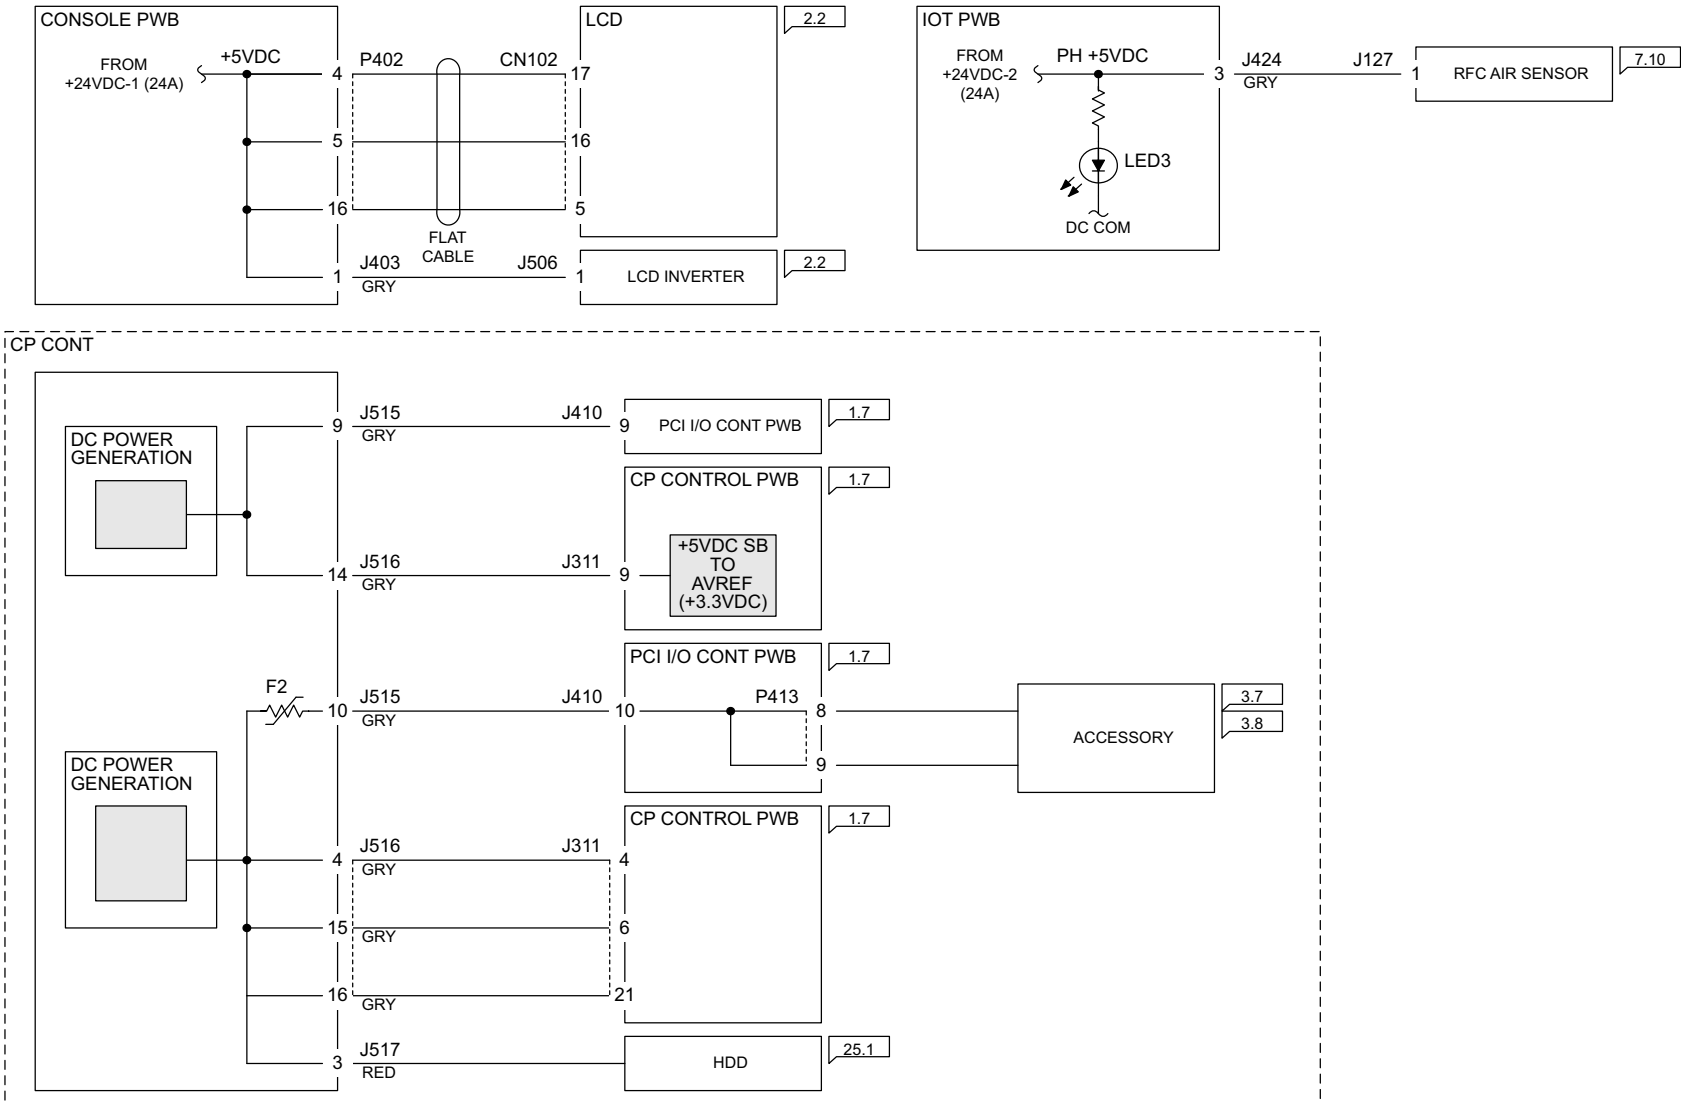 CONSOLE PWB
+5VDC
FROM
+24VDC-1 (24A)
4
P402
CN102
17
LCD
2.2
5
16
16
5
FLAT
CABLE
1
J403
GRY
J506
1
LCD INVERTER
2.2
IOT PWB
FROM
+24VDC-2
(24A)
PH +5VDC
3
J424
GRY
J127
1
RFC AIR SENSOR
7.10
LED3
DC COM
CP CONT
DC POWER
GENERATION
9
J515
GRY
J410
9
PCI I/O CONT PWB
1.7
14
J516
GRY
J311
9
CP CONTROL PWB
1.7
+5VDC SB
TO
AVREF
(+3.3VDC)
F2
10
J515
GRY
J410
10
PCI I/O CONT PWB
1.7
P413
8
9
ACCESSORY
3.7
3.8
DC POWER
GENERATION
4
J516
GRY
J311
4
CP CONTROL PWB
1.7
15
GRY
6
16
GRY
21
3
J517
RED
HDD
25.1